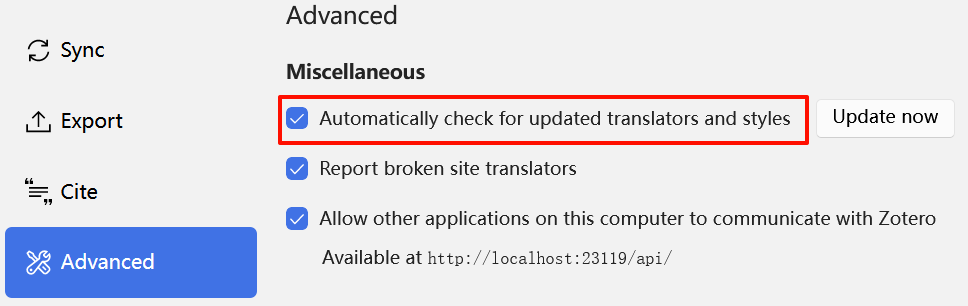 Advanced
Sync
Miscellaneous
Automatically check for updated translators and styles
Update now
Export
Report broken site translators
Cite
Allow other applications on this computer to communicate with Zotero
Advanced
Available at http://localhost:23119/api/